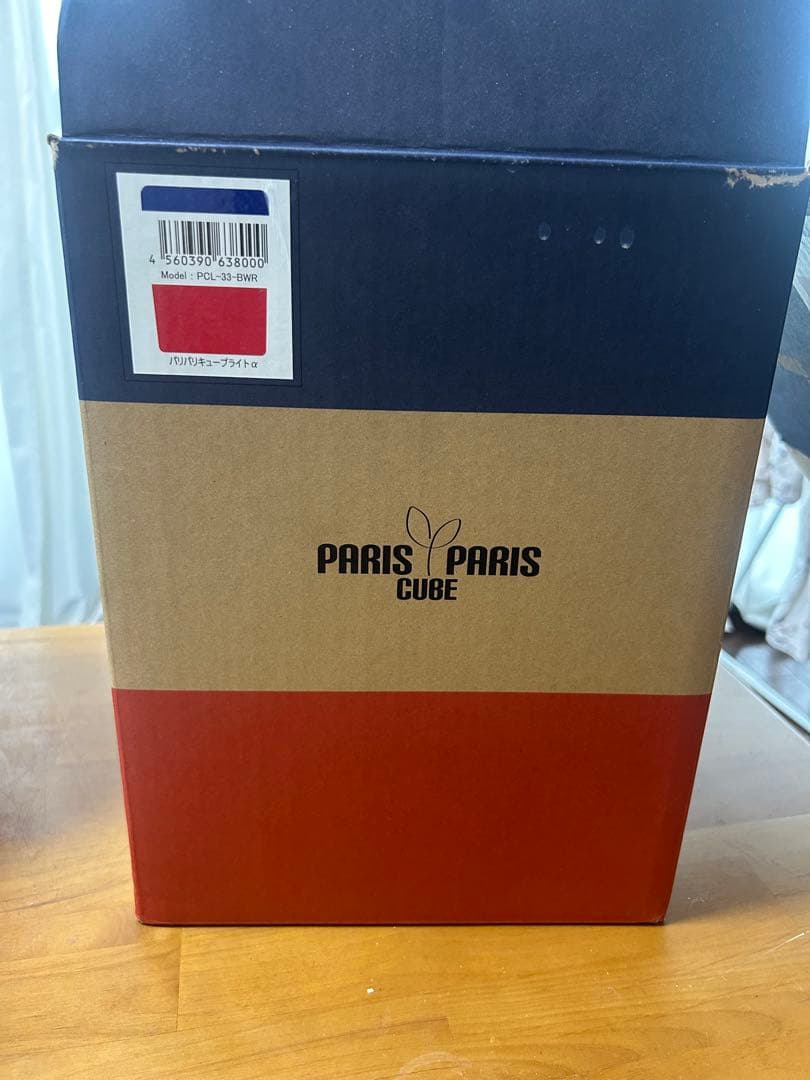 4 560390 638000
Model : PCL-33-BWR
パリパリキューブライトα
PARIS PARIS
CUBE